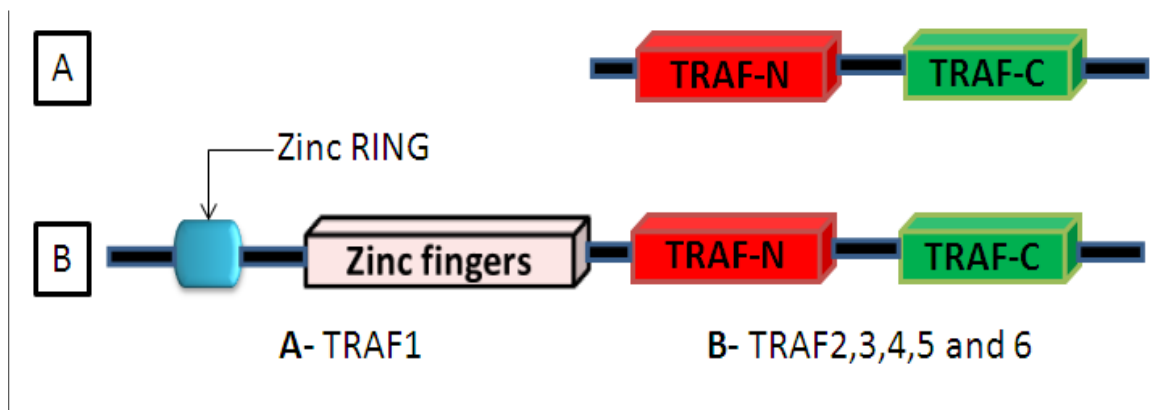 A TRAF-N TRAF-C
Zinc RING
B Zinc fingers TRAF-N TRAF-C
A- TRAF1 B- TRAF2,3,4,5 and 6